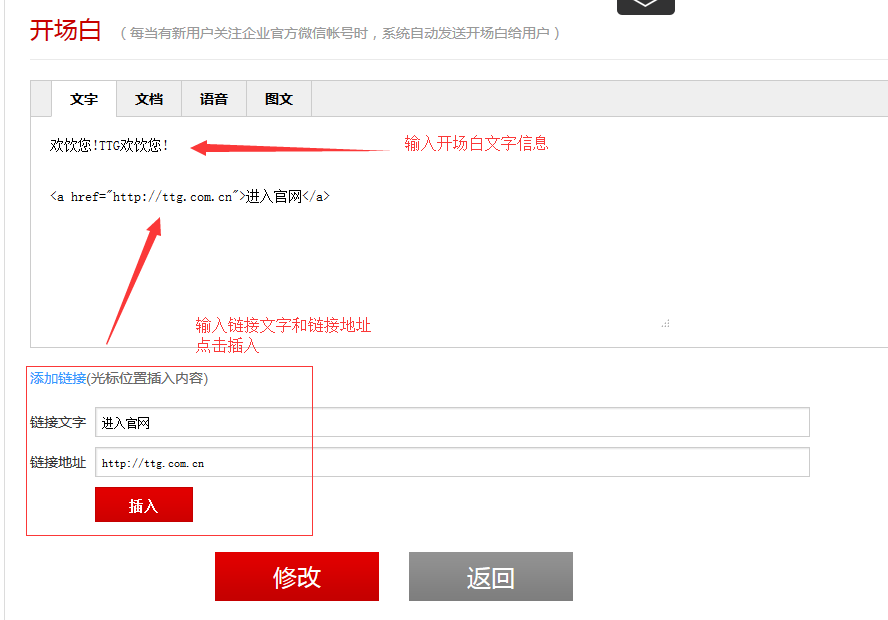 开场白 （ 每当有新用户关注企业官方微信帐号时，系统自动发送开场白给用户 ）
文字 文档 语音 图文
欢饮您!TTG欢饮您! 输入开场白文字信息
<a href="http://ttg.com.cn">进入官网</a>
输入链接文字和链接地址
点击插入
添加链接(光标位置插入内容)
链接文字 进入官网
链接地址 http://ttg.com.cn
插入
修改 返回